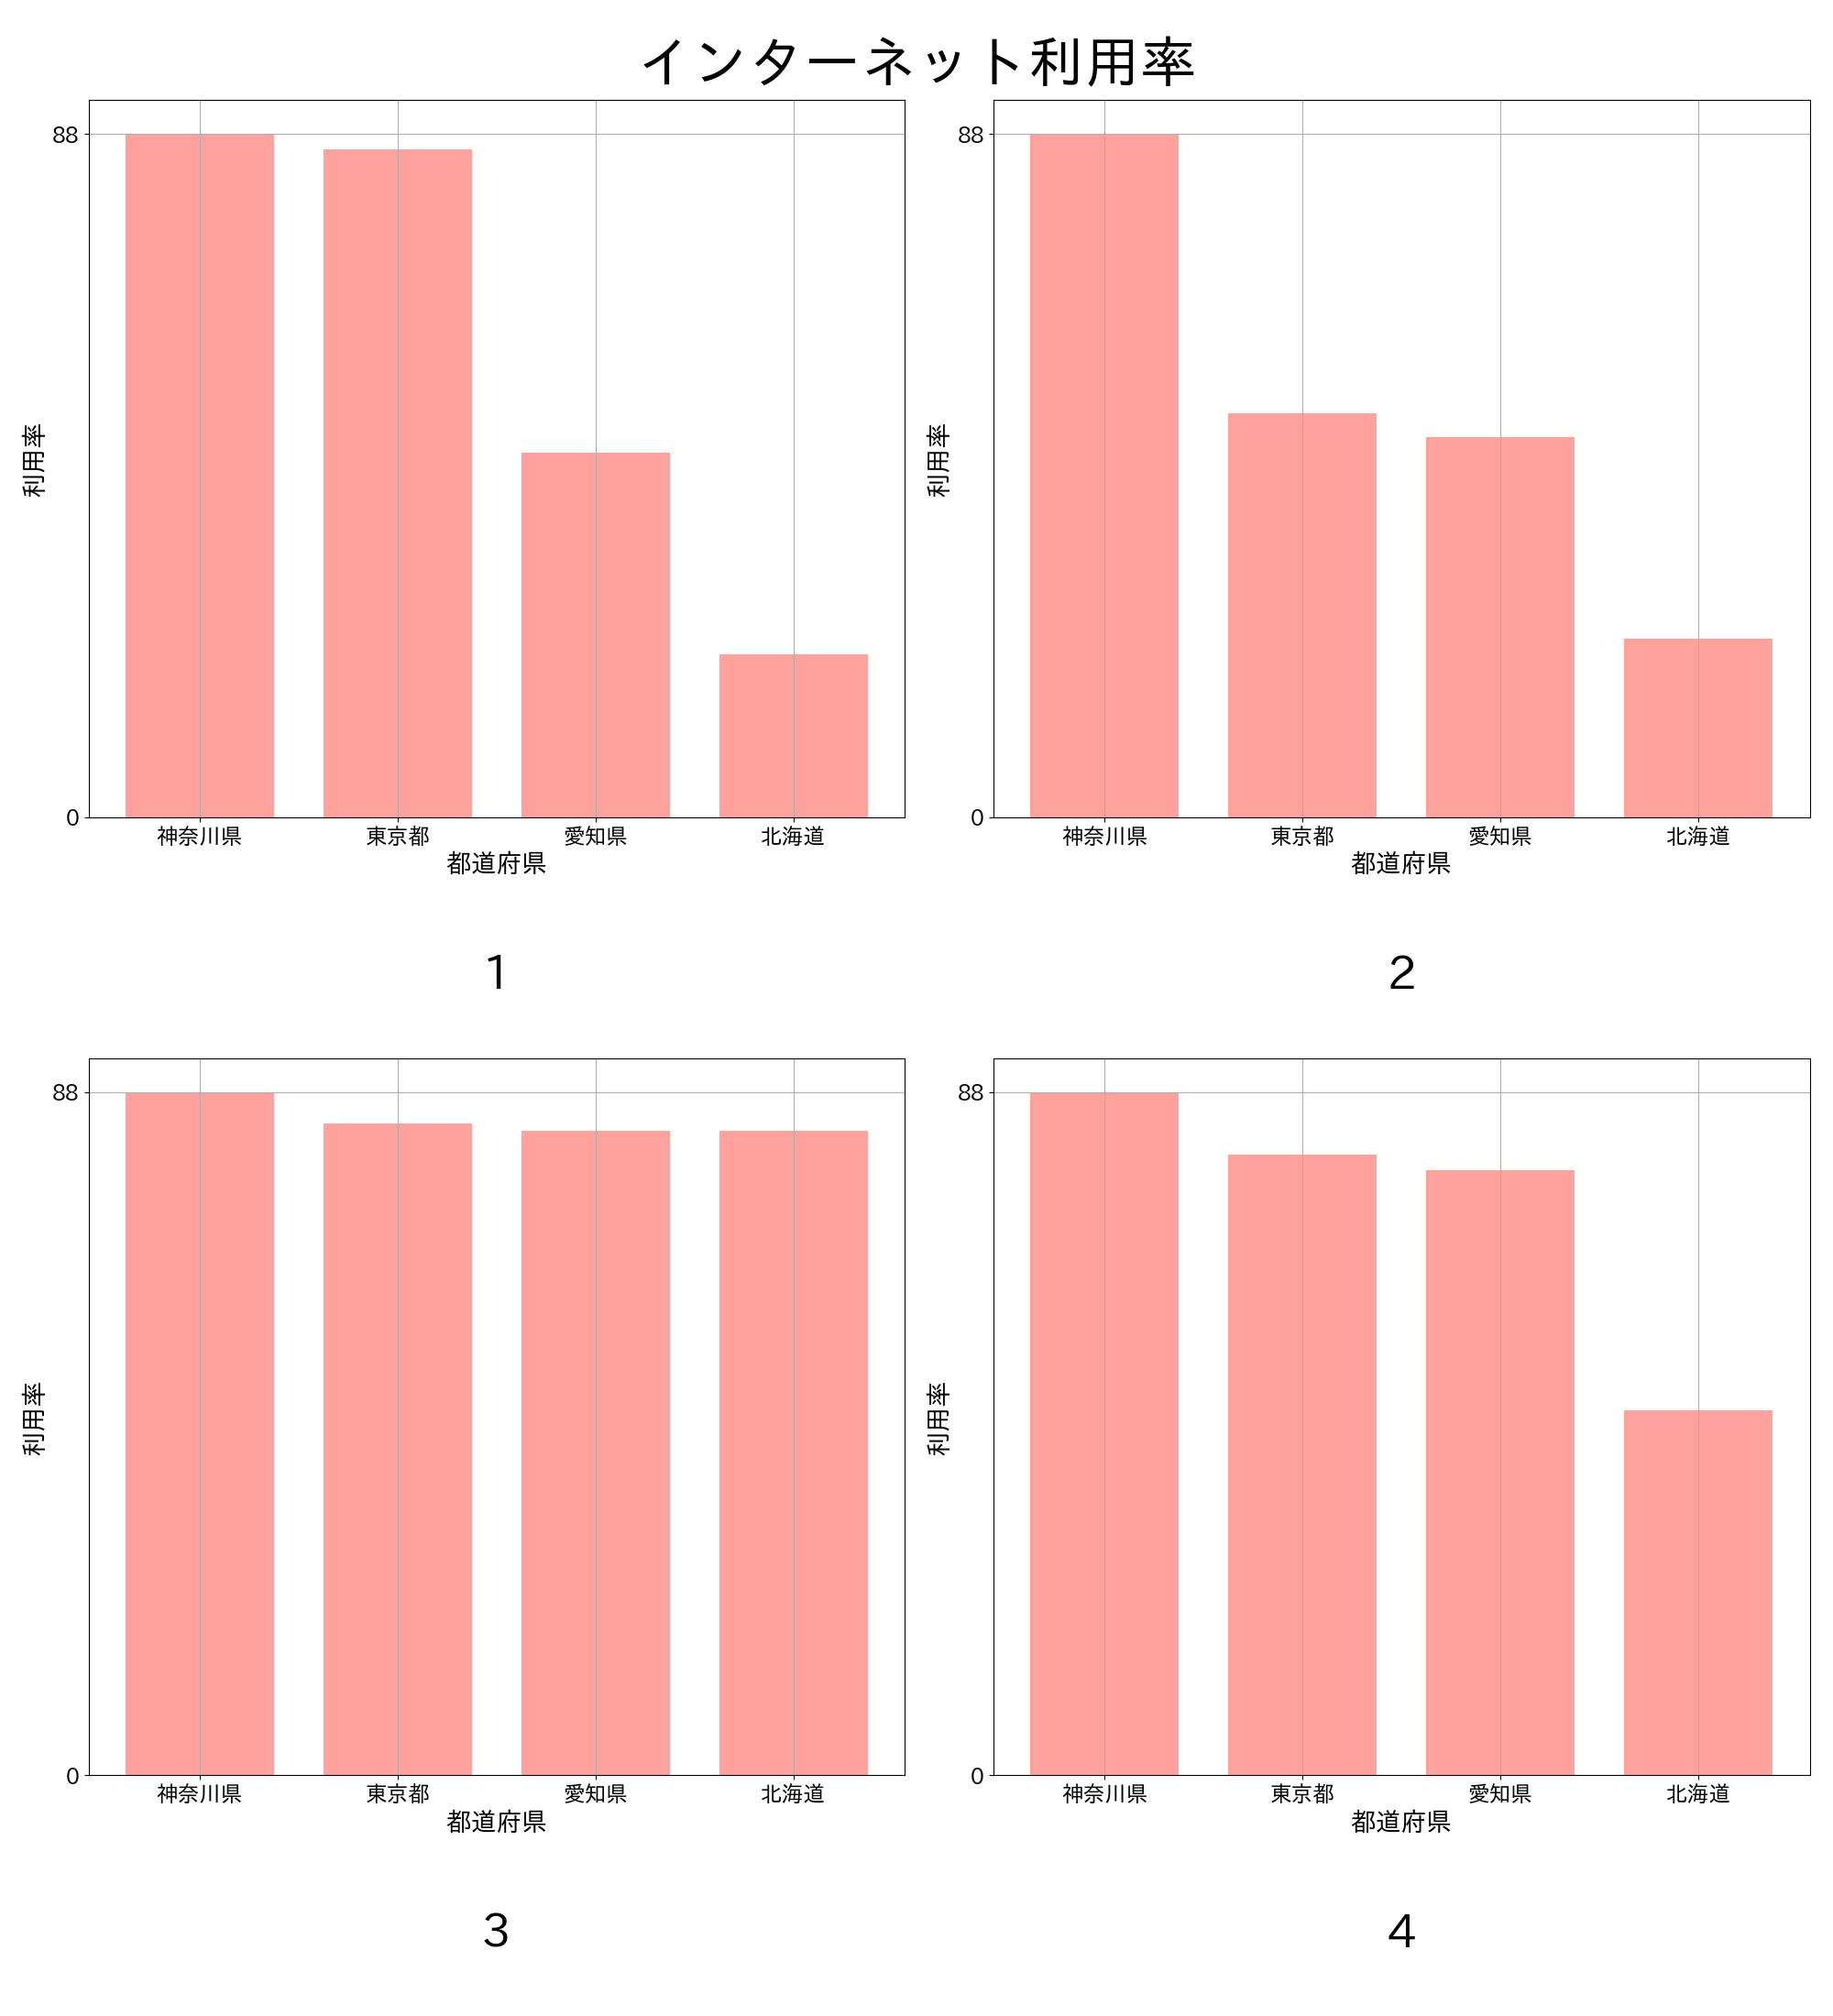 インターネット利用率
88
0
利用率
神奈川県 東京都 愛知県 北海道
都道府県
1
88
0
利用率
神奈川県 東京都 愛知県 北海道
都道府県
2
88
0
利用率
神奈川県 東京都 愛知県 北海道
都道府県
3
88
0
利用率
神奈川県 東京都 愛知県 北海道
都道府県
4